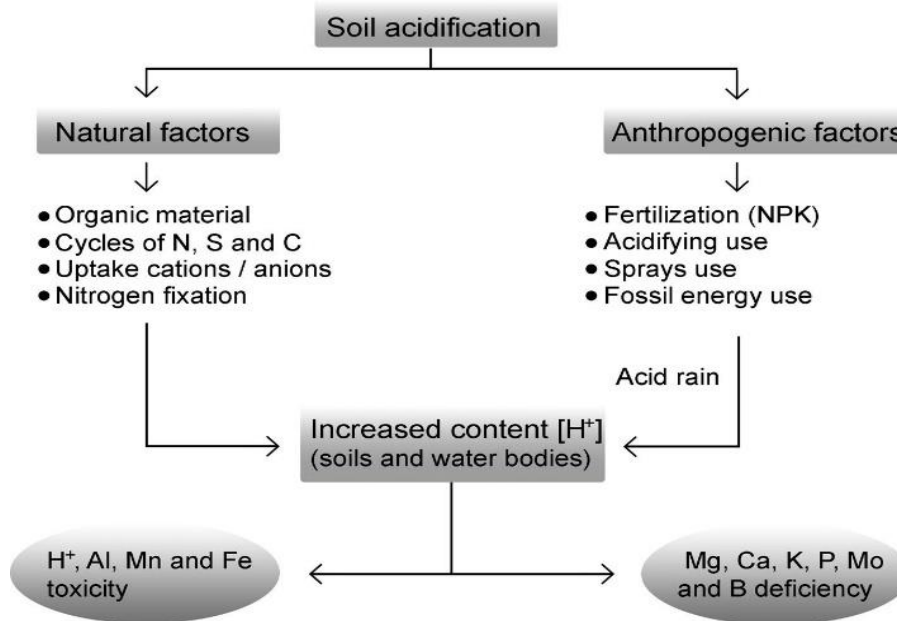 Soil acidification
Natural factors
Anthropogenic factors
● Organic material
● Cycles of N, S and C
● Uptake cations / anions
● Nitrogen fixation
● Fertilization (NPK)
● Acidifying use
● Sprays use
● Fossil energy use
Acid rain
Increased content [H⁺]
(soils and water bodies)
H⁺, Al, Mn and Fe
toxicity
Mg, Ca, K, P, Mo
and B deficiency